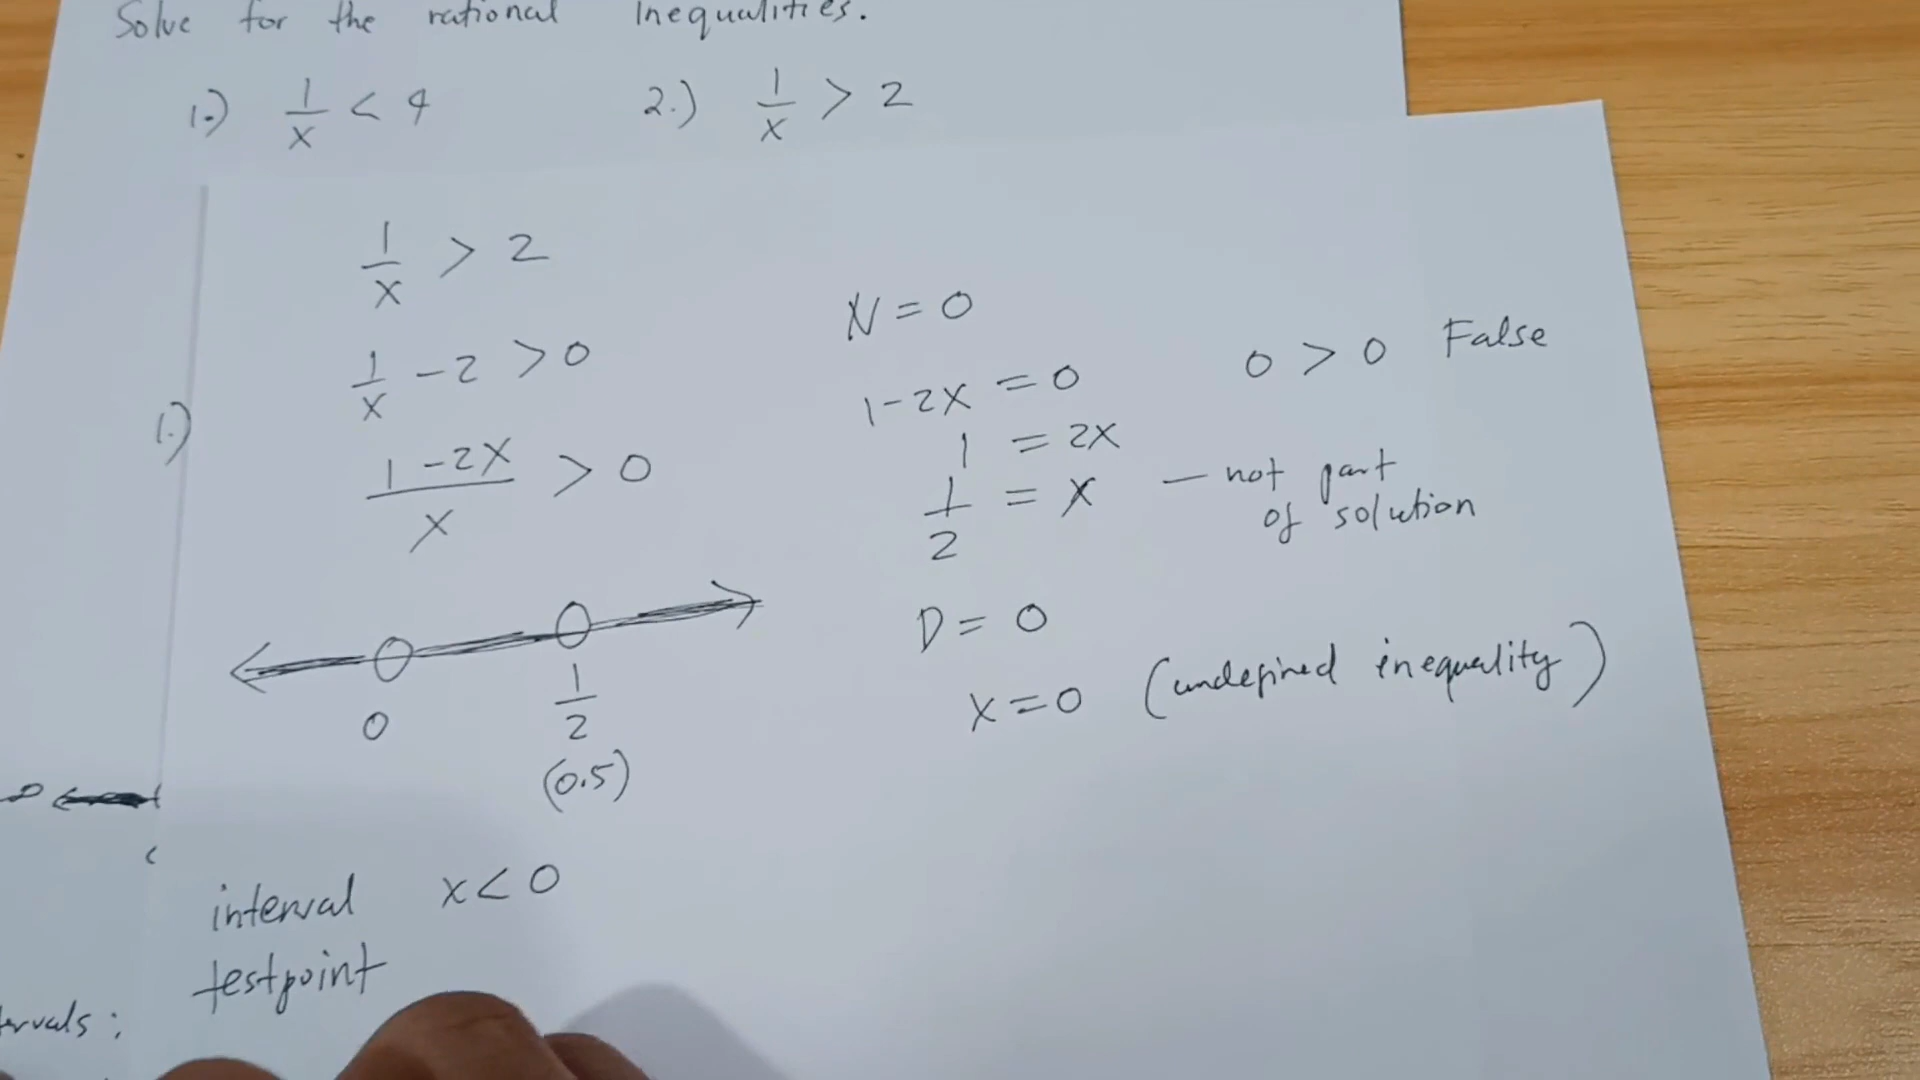 Solve for the rational Inequalities.
1.) 1/x < 4    2.) 1/x > 2
1/x > 2
1/x - 2 > 0
1.)
(1-2x)/x > 0
0    1/2
(0.5)
interval x < 0
testpoint
N = 0
1-2x = 0    0 > 0 False
1 = 2x
1/2 = x — not part
of solution
D = 0
x = 0 (undefined inequality)